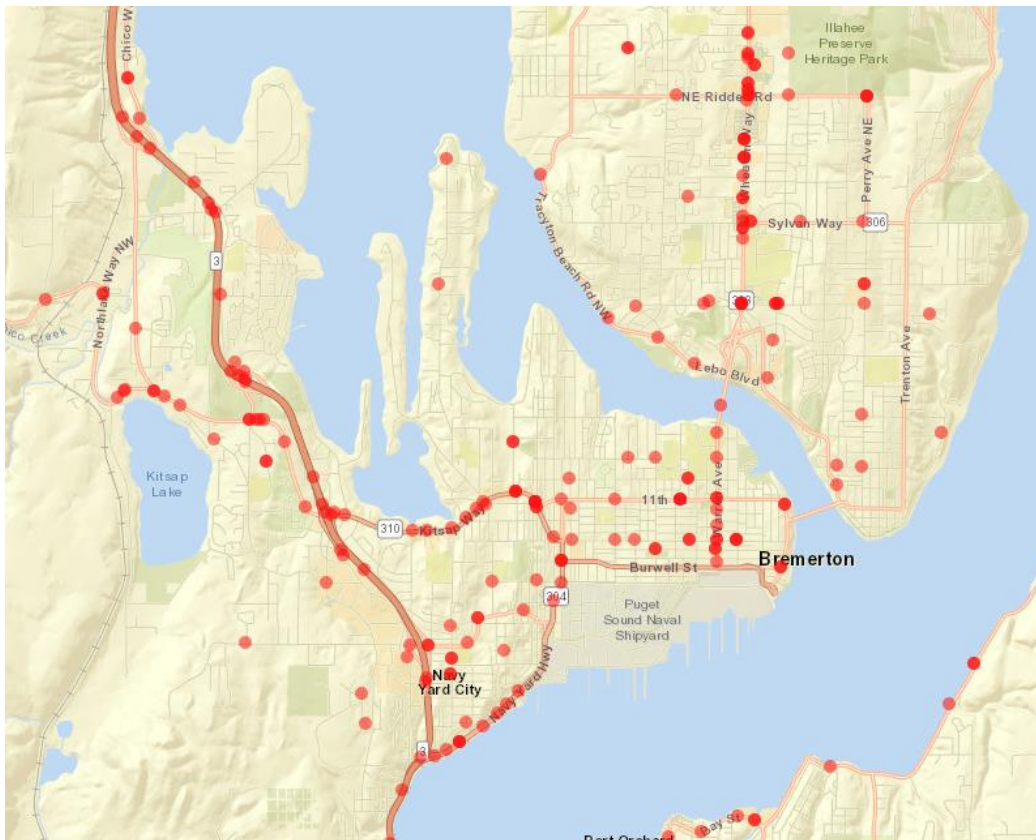 Chico W
Illahee
Preserve
Heritage Park
NE Riddell Rd
Wheaton Way
Perry Ave NE
Sylvan Way
306
Tracyton Beach Rd NW
3
Northlake Way NW
Chico Creek
303
Trenton Ave
Lebo Blvd
Kitsap
Lake
11th
Warren Ave
310
Kitsap Way
Bremerton
Burwell St
304
Puget
Sound Naval
Shipyard
Navy
Yard City
Navy Yard Hwy
3
Bay St
Port Orchard